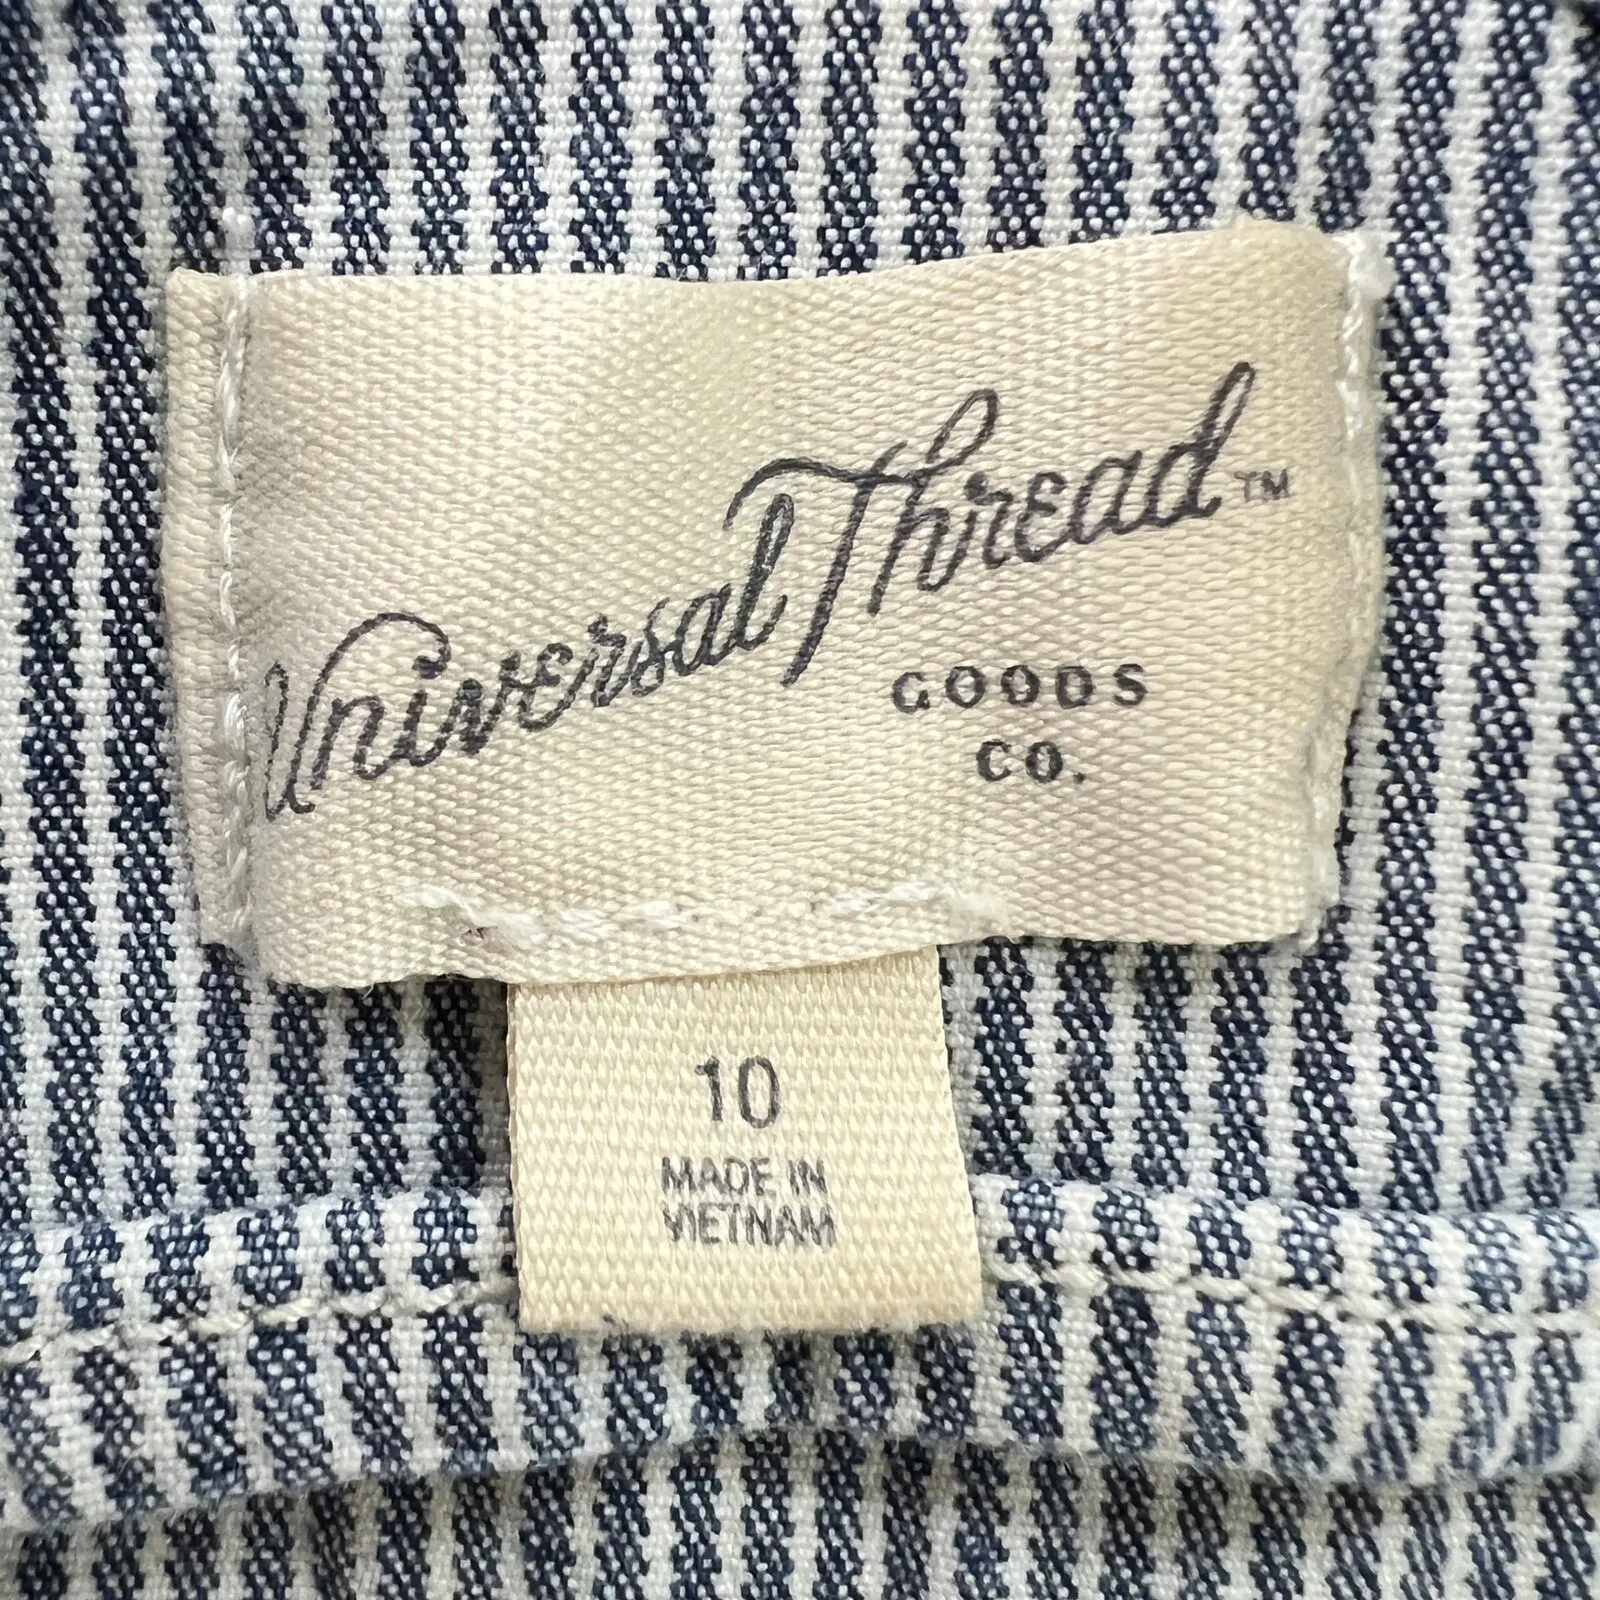 Universal Thread™
GOODS
CO.
10
MADE IN
VIETNAM